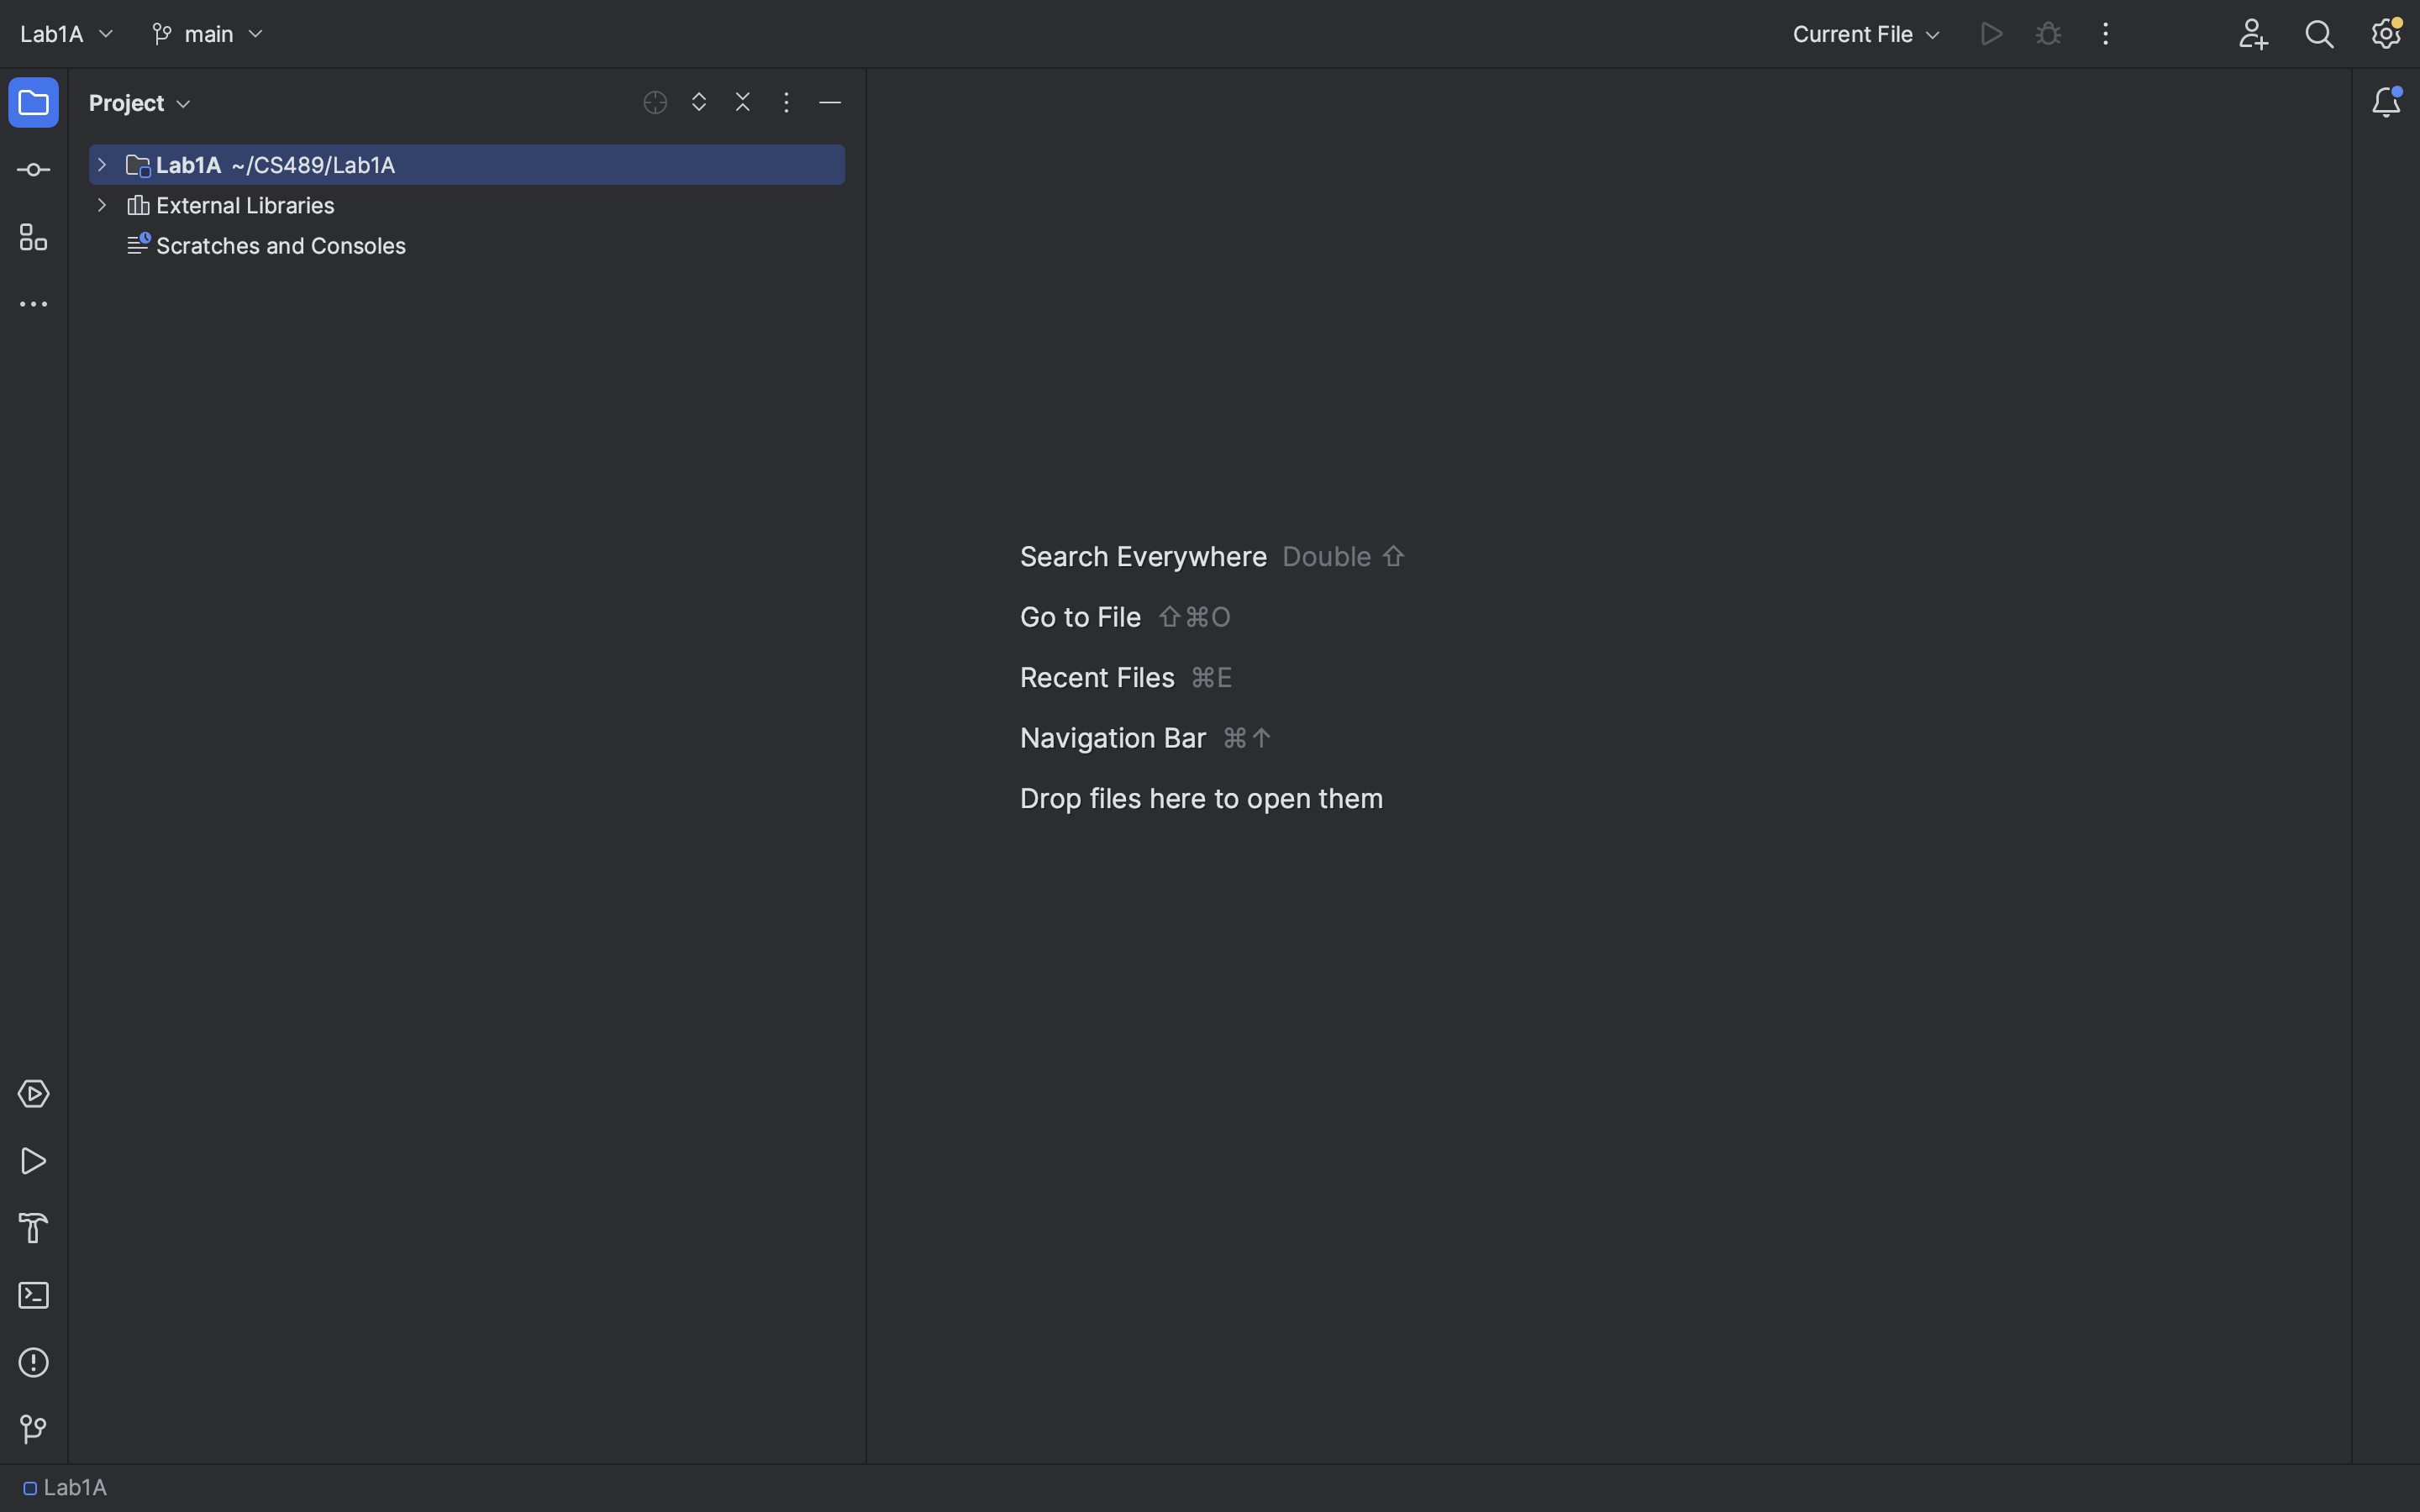 Lab1A
main
Current File
Project
Lab1A ~/CS489/Lab1A
External Libraries
Scratches and Consoles
Search Everywhere Double ⇧
Go to File ⇧⌘O
Recent Files ⌘E
Navigation Bar ⌘↑
Drop files here to open them
Lab1A